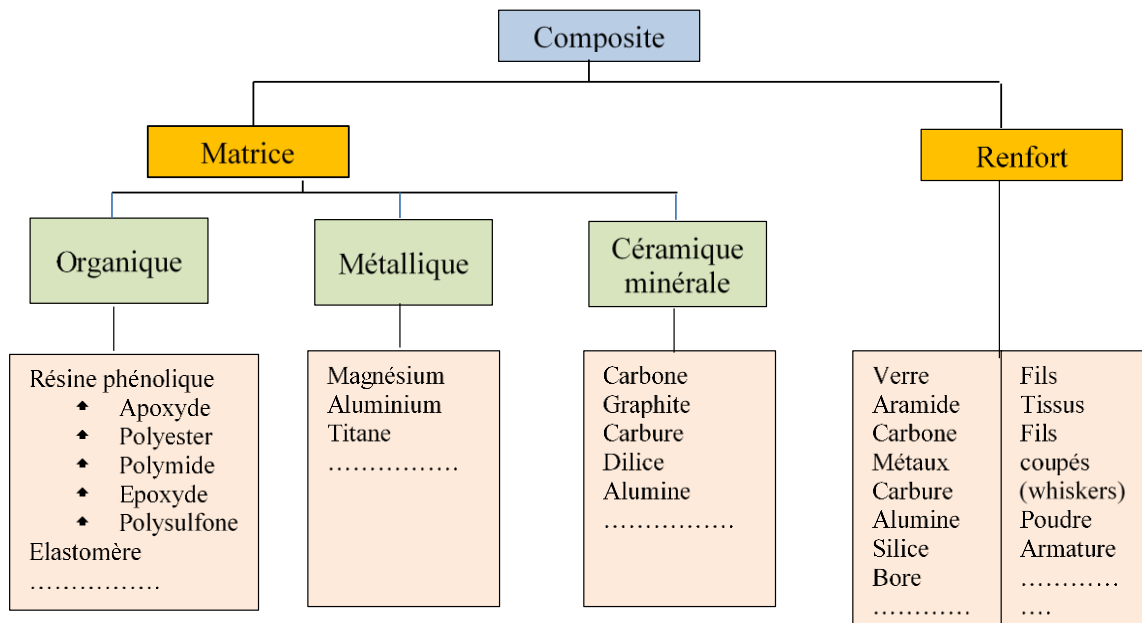 Composite
Matrice
Renfort
Organique
Métallique
Céramique
minérale
Résine phénolique
Apoxyde
Polyester
Polymide
Epoxyde
Polysulfone
Elastomère
…………….
Magnésium
Aluminium
Titane
…………….
Carbone
Graphite
Carbure
Dilice
Alumine
…………….
Verre
Aramide
Carbone
Métaux
Carbure
Alumine
Silice
Bore
…………
Fils
Tissus
Fils
coupés
(whiskers)
Poudre
Armature
…………
….